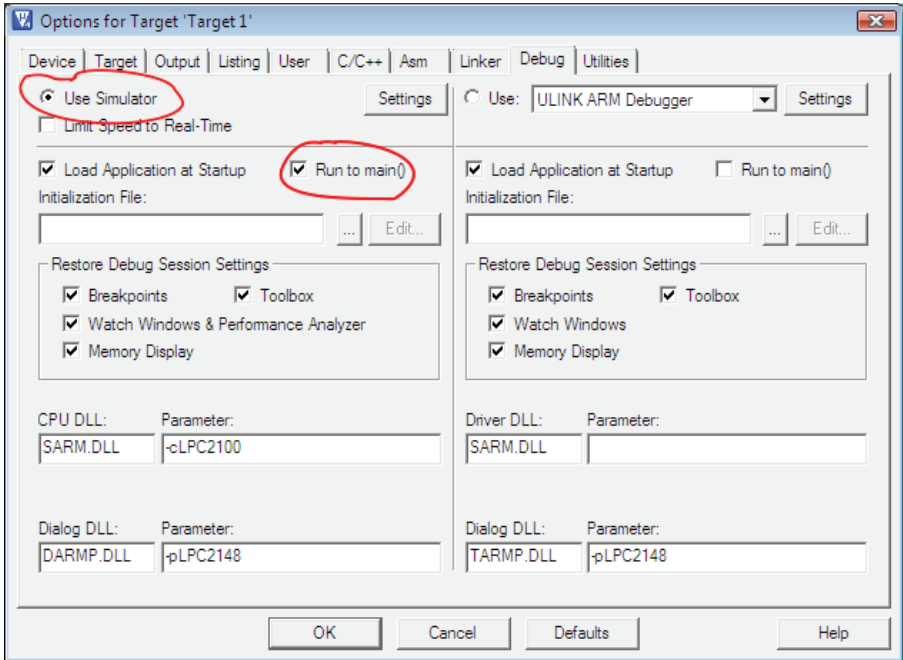 Options for Target 'Target 1'
Device Target Output Listing User C/C++ Asm Linker Debug Utilities
Use Simulator Settings
Limit Speed to Real-Time
Use: ULINK ARM Debugger Settings
Load Application at Startup Run to main()
Initialization File:
... Edit...
Load Application at Startup Run to main()
Initialization File:
... Edit...
Restore Debug Session Settings
Breakpoints Toolbox
Watch Windows & Performance Analyzer
Memory Display
Restore Debug Session Settings
Breakpoints Toolbox
Watch Windows
Memory Display
CPU DLL: Parameter:
SARM.DLL -cLPC2100
Driver DLL: Parameter:
SARM.DLL
Dialog DLL: Parameter:
DARMP.DLL -pLPC2148
Dialog DLL: Parameter:
TARMP.DLL -pLPC2148
OK Cancel Defaults Help